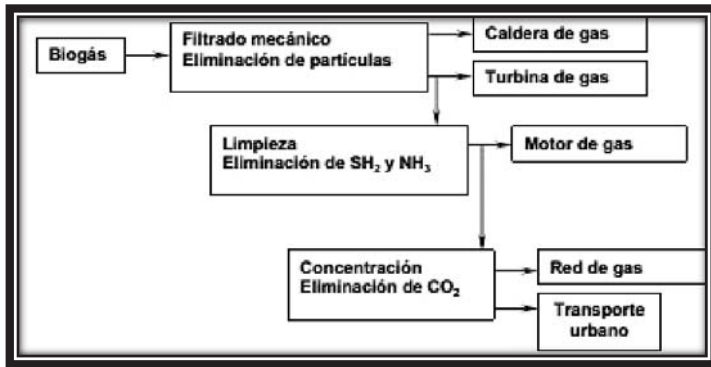 Biogás
Filtrado mecánico
Eliminación de partículas
Caldera de gas
Turbina de gas
Limpieza
Eliminación de SH₂ y NH₃
Motor de gas
Concentración
Eliminación de CO₂
Red de gas
Transporte
urbano